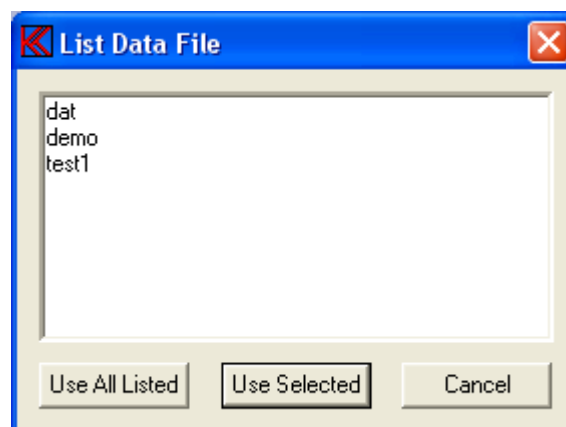 List Data File
dat
demo
test1
Use All Listed Use Selected Cancel